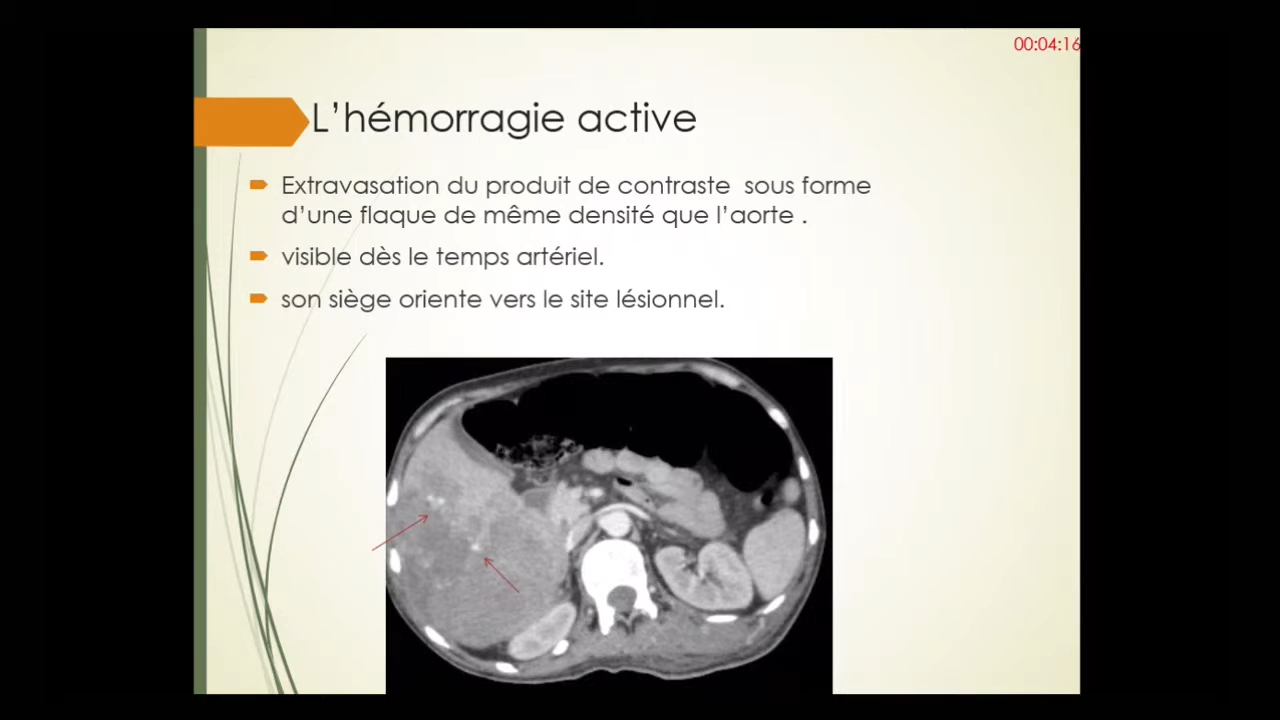 00:04:16
L’hémorragie active
Extravasation du produit de contraste sous forme
d’une flaque de même densité que l’aorte .
visible dès le temps artériel.
son siège oriente vers le site lésionnel.